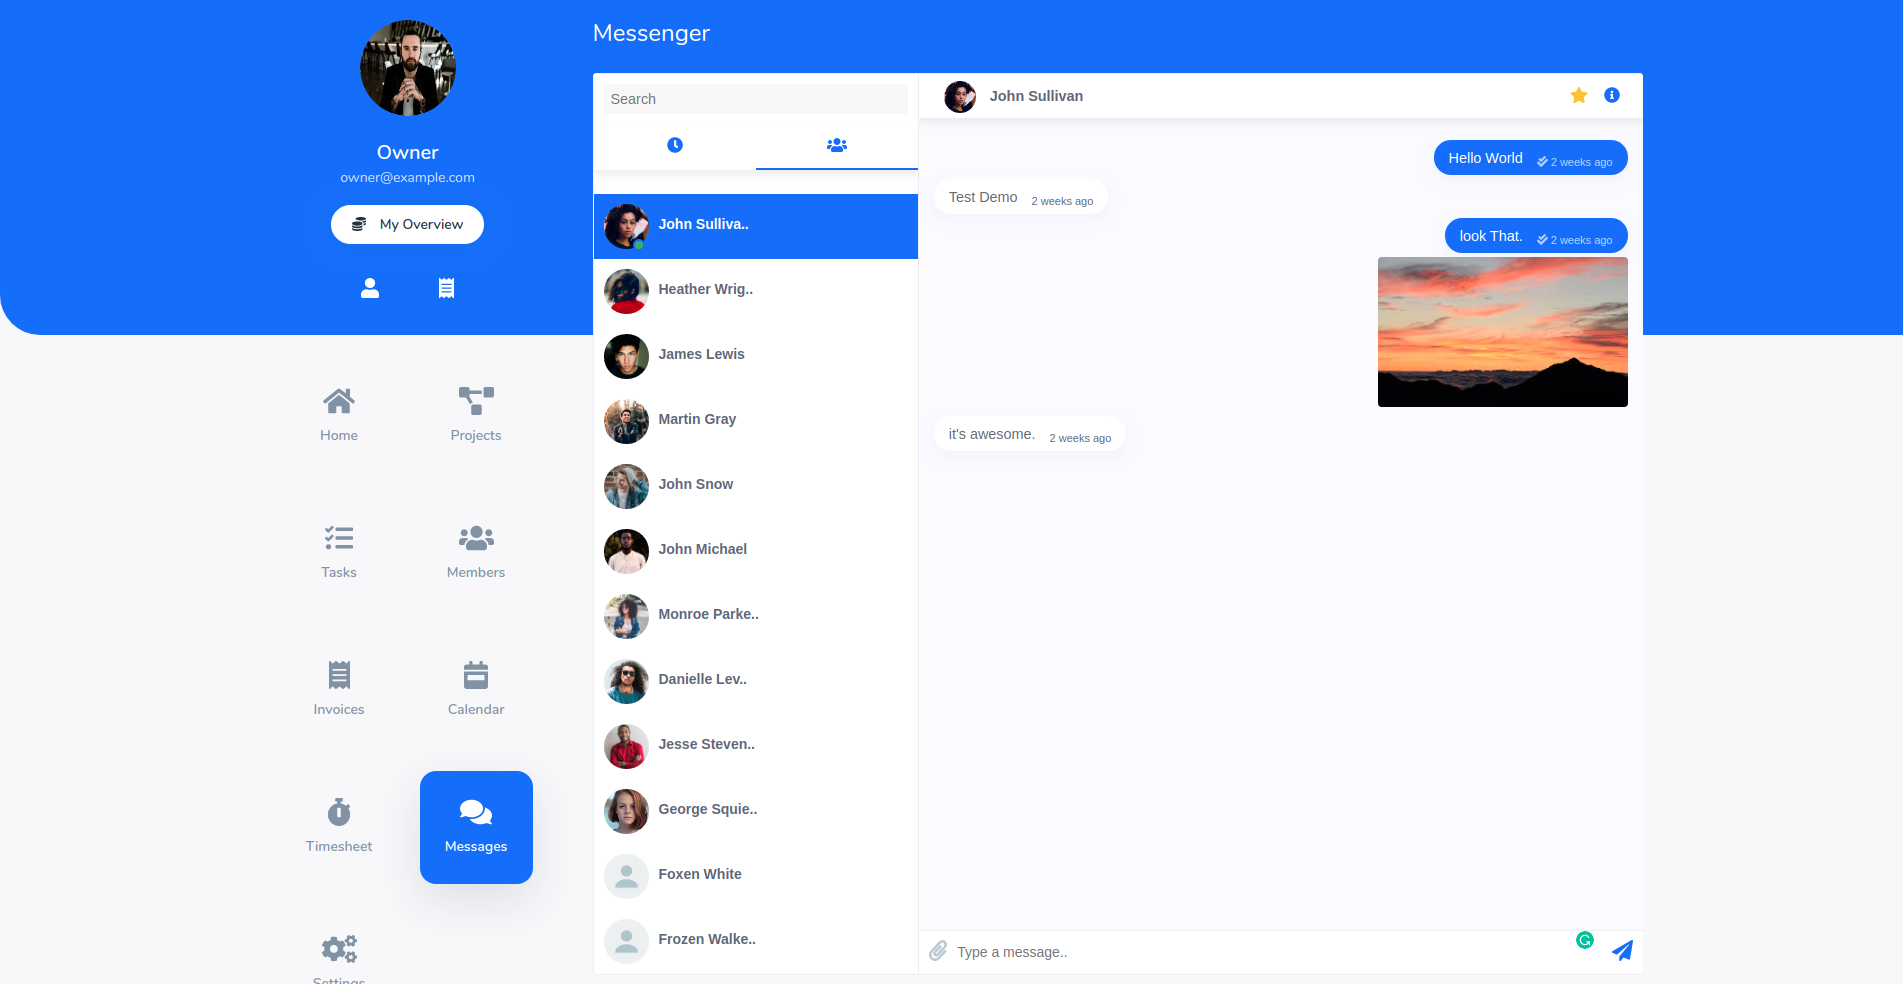 Messenger
Owner
owner@example.com
My Overview
Home
Projects
Tasks
Members
Invoices
Calendar
Timesheet
Messages
Settings
Search
John Sulliva..
Heather Wrig..
James Lewis
Martin Gray
John Snow
John Michael
Monroe Parke..
Danielle Lev..
Jesse Steven..
George Squie..
Foxen White
Frozen Walke..
John Sullivan
Hello World 2 weeks ago
Test Demo 2 weeks ago
look That. 2 weeks ago
it's awesome. 2 weeks ago
Type a message..